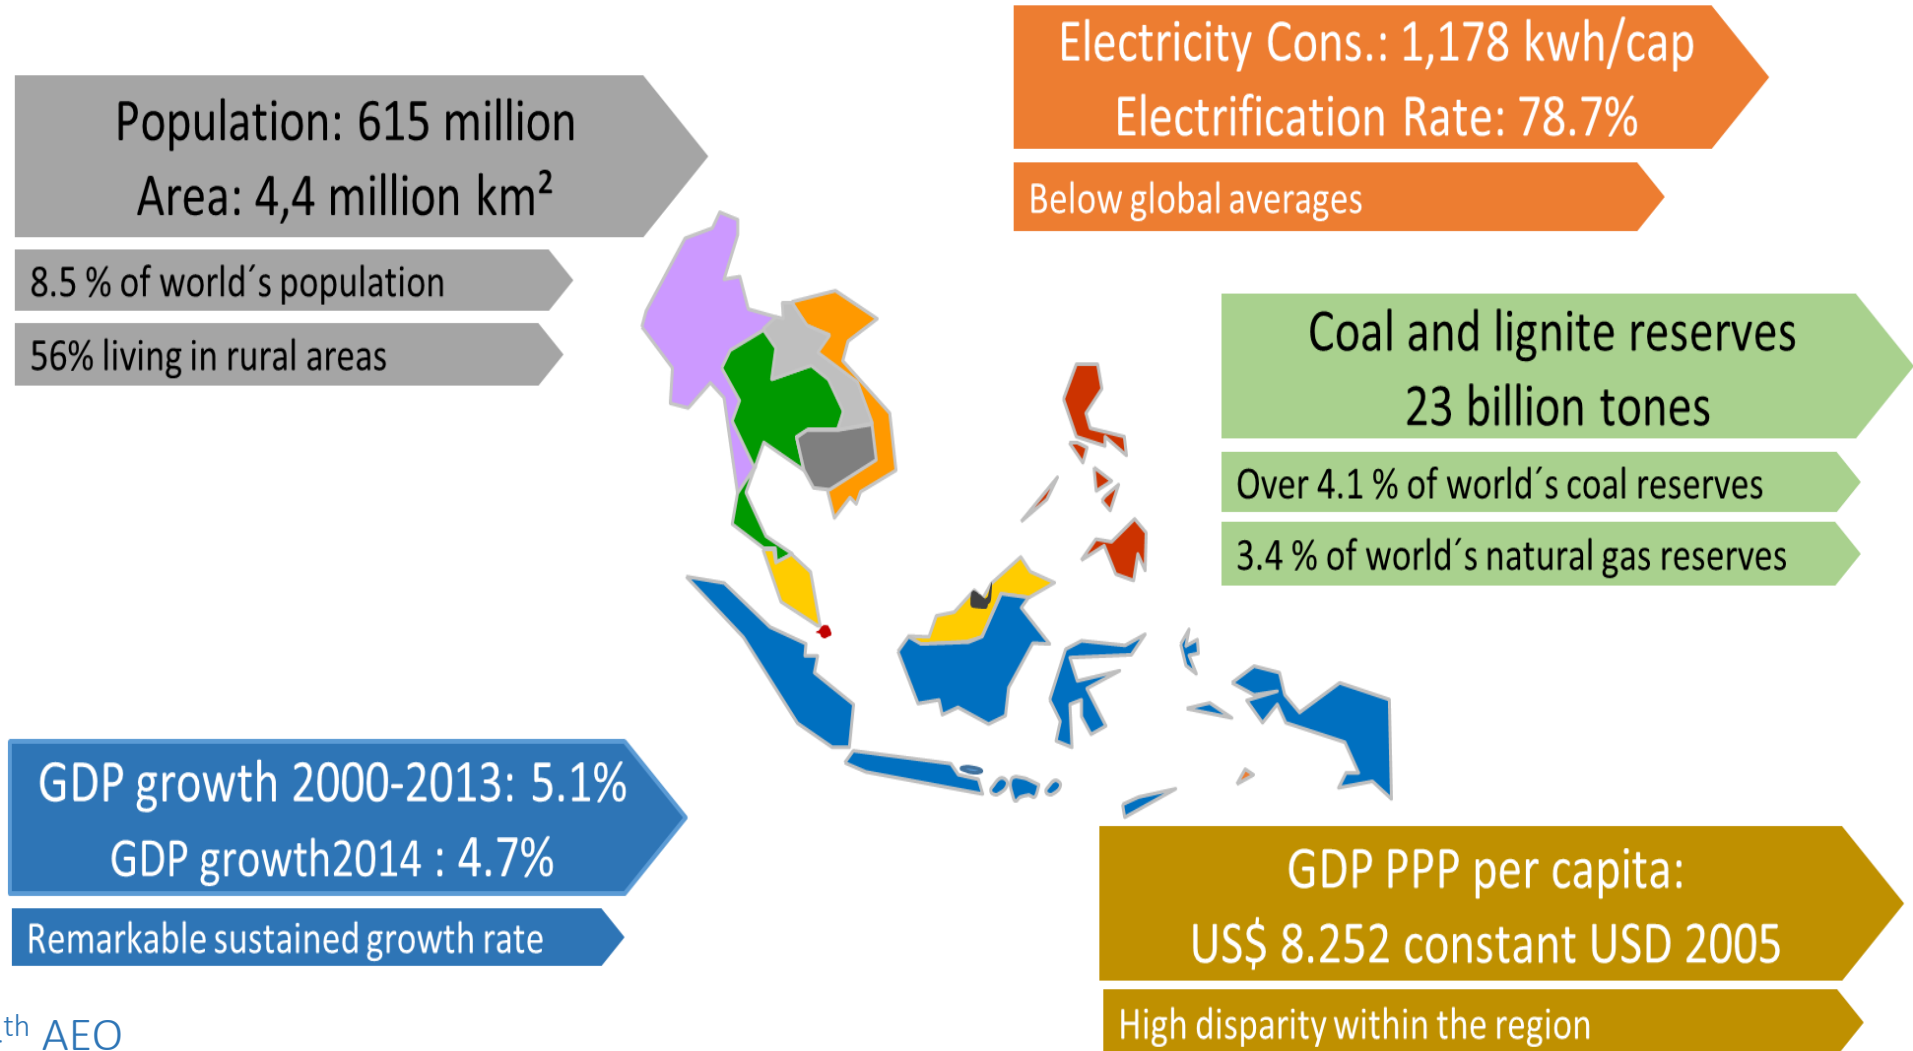 Population: 615 million
Area: 4,4 million km²
8.5 % of world´s population
56% living in rural areas
Electricity Cons.: 1,178 kwh/cap
Electrification Rate: 78.7%
Below global averages
Coal and lignite reserves
23 billion tones
Over 4.1 % of world´s coal reserves
3.4 % of world´s natural gas reserves
GDP growth 2000-2013: 5.1%
GDP growth2014 : 4.7%
Remarkable sustained growth rate
GDP PPP per capita:
US$ 8.252 constant USD 2005
High disparity within the region
th AEO